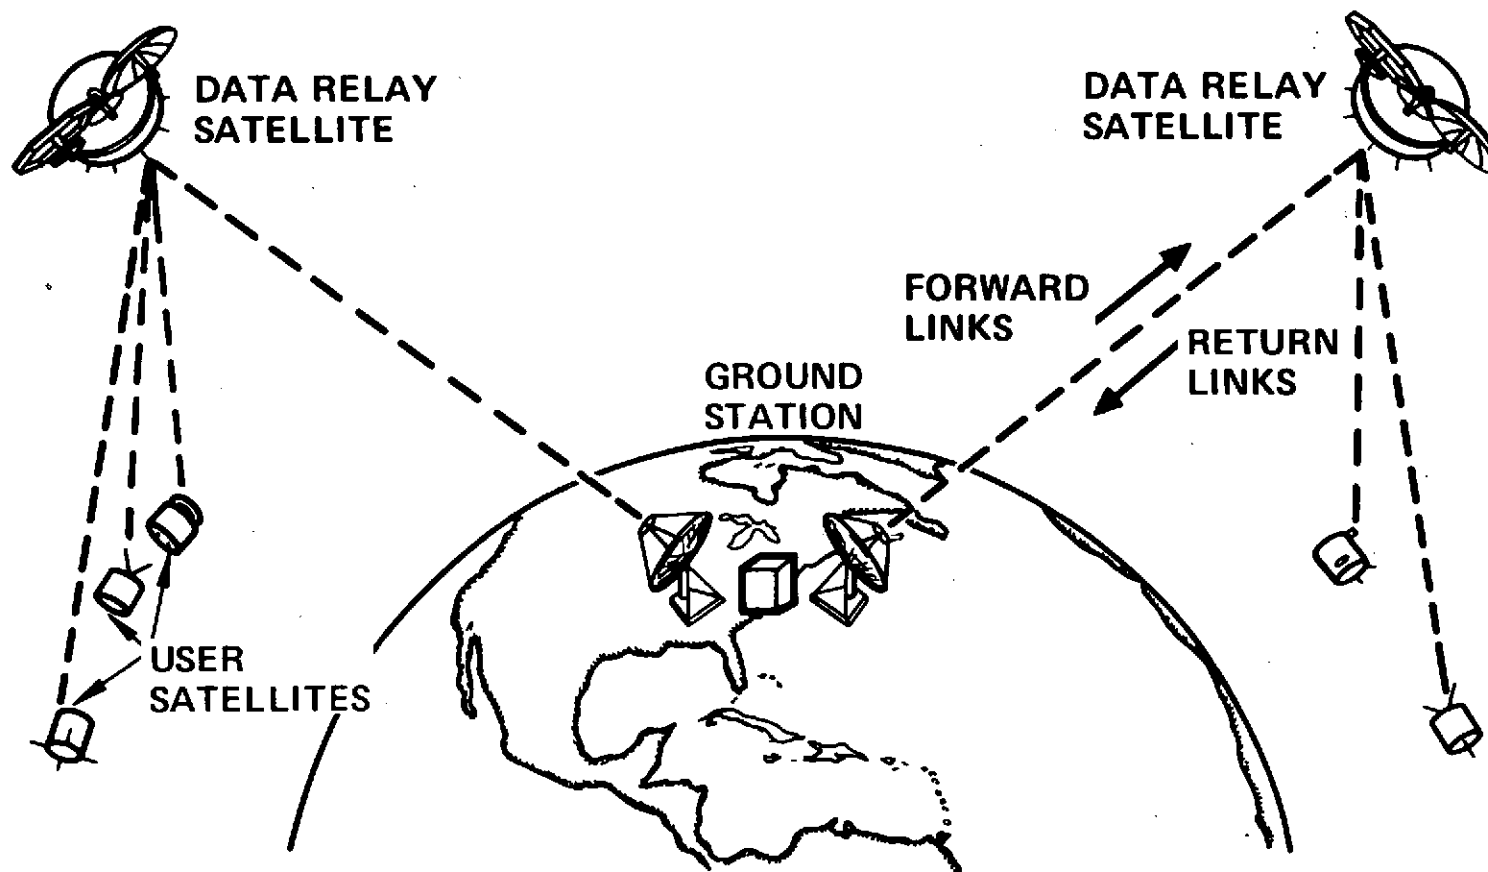 DATA RELAY
SATELLITE
DATA RELAY
SATELLITE
FORWARD
LINKS
RETURN
LINKS
GROUND
STATION
USER
SATELLITES